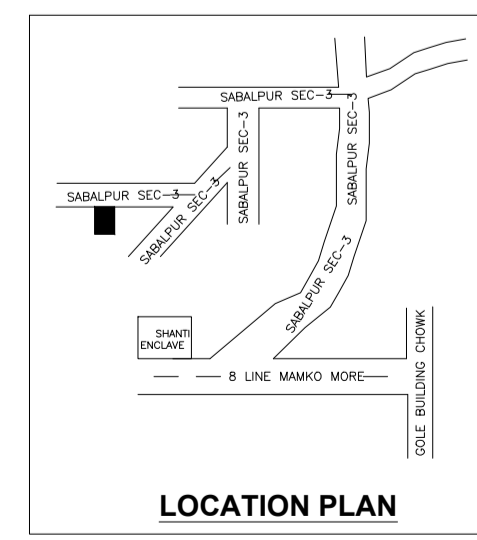 SABALPUR SEC-3
SABALPUR SEC-3
SABALPUR SEC-3
SABALPUR SEC-3
SABALPUR SEC-3
SABALPUR SEC-3
SHANTI
ENCLAVE
8 LINE MAMKO MORE
GOLE BUILDING CHOWK
LOCATION PLAN